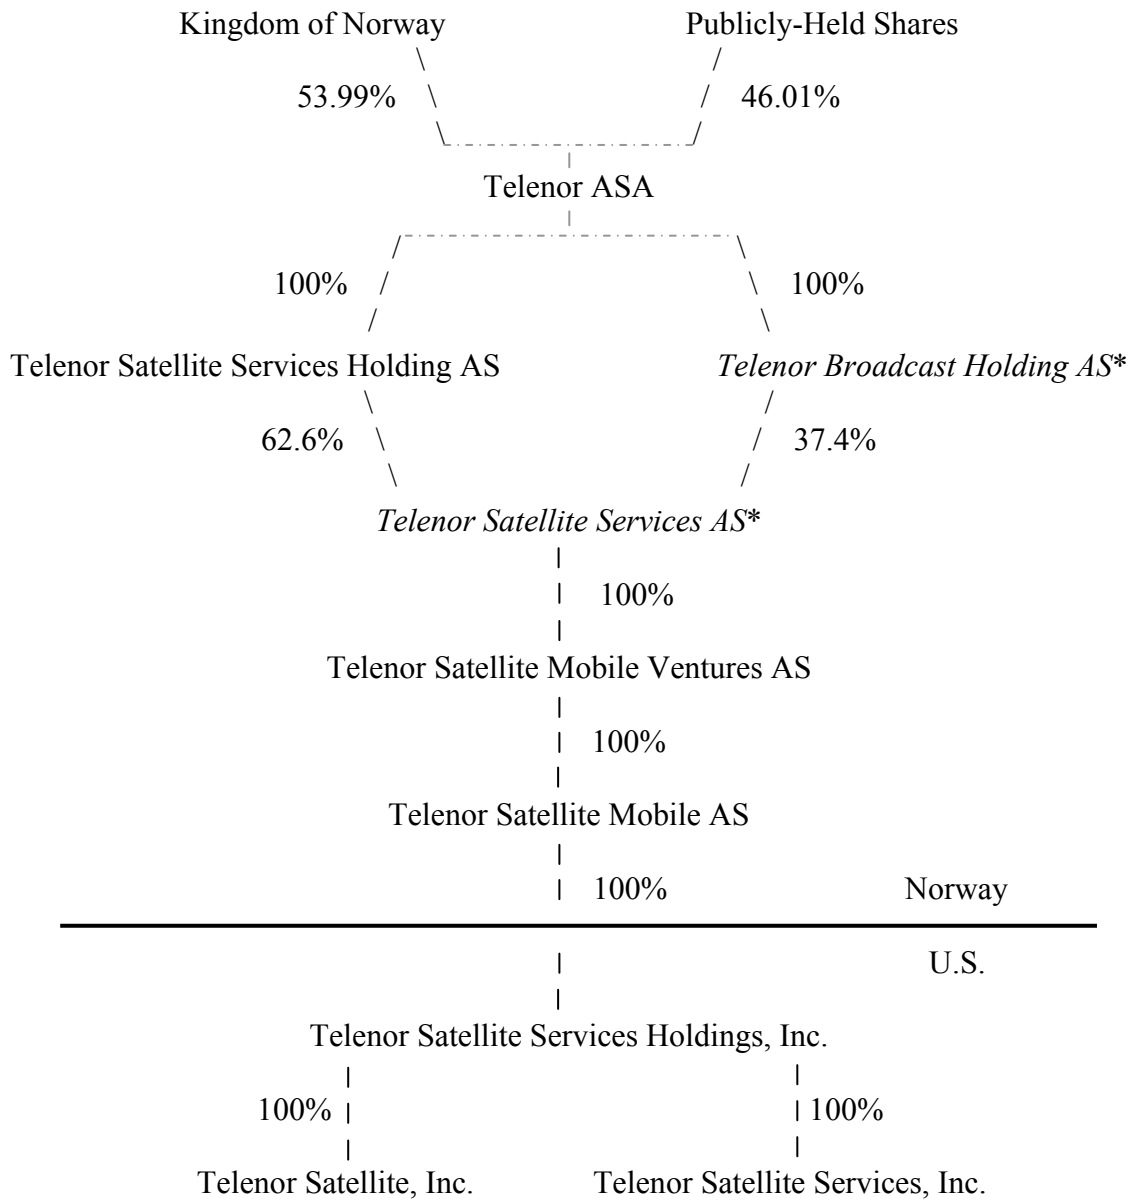 Kingdom of Norway
Publicly-Held Shares
53.99%
46.01%
Telenor ASA
100%
100%
Telenor Satellite Services Holding AS
Telenor Broadcast Holding AS*
62.6%
37.4%
Telenor Satellite Services AS*
100%
Telenor Satellite Mobile Ventures AS
100%
Telenor Satellite Mobile AS
100%
Norway
U.S.
Telenor Satellite Services Holdings, Inc.
100%
100%
Telenor Satellite, Inc.
Telenor Satellite Services, Inc.